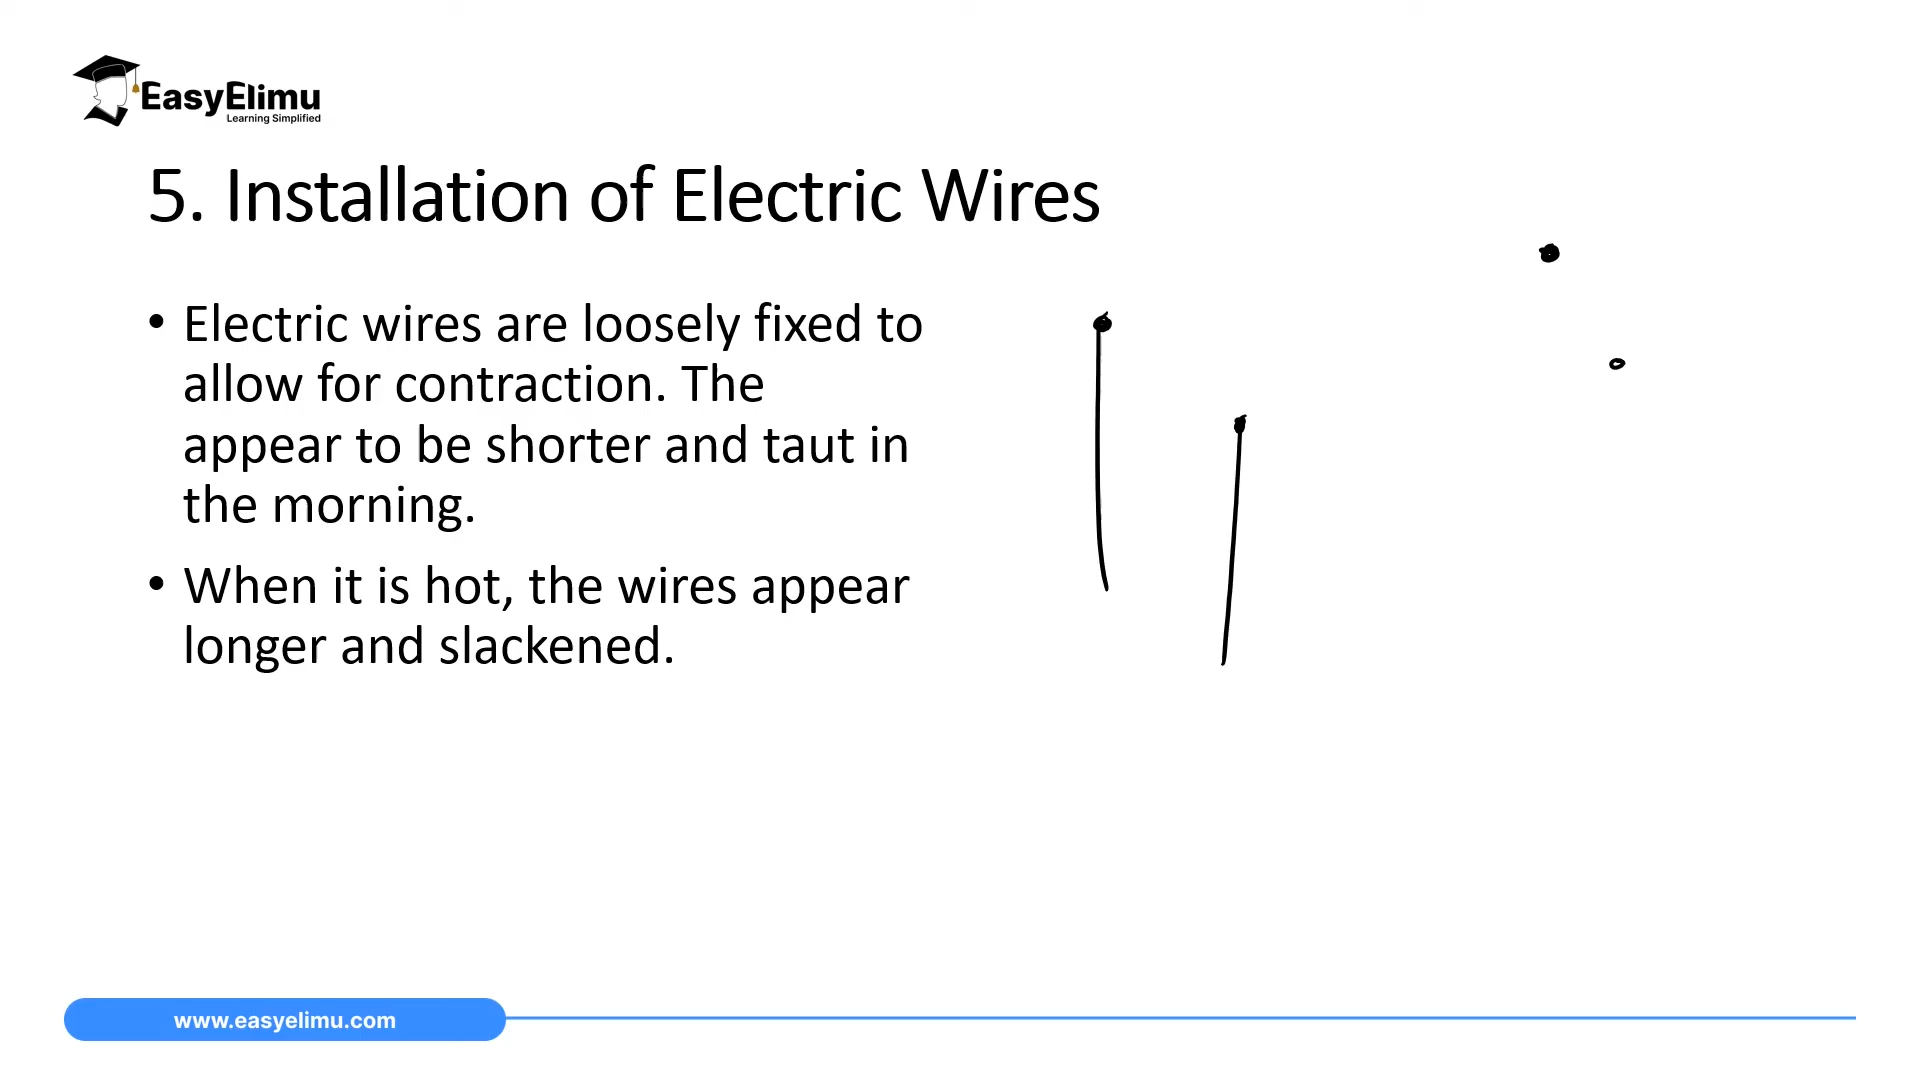 EasyElimu
Learning Simplified
5. Installation of Electric Wires
• Electric wires are loosely fixed to
allow for contraction. The
appear to be shorter and taut in
the morning.
• When it is hot, the wires appear
longer and slackened.
www.easyelimu.com